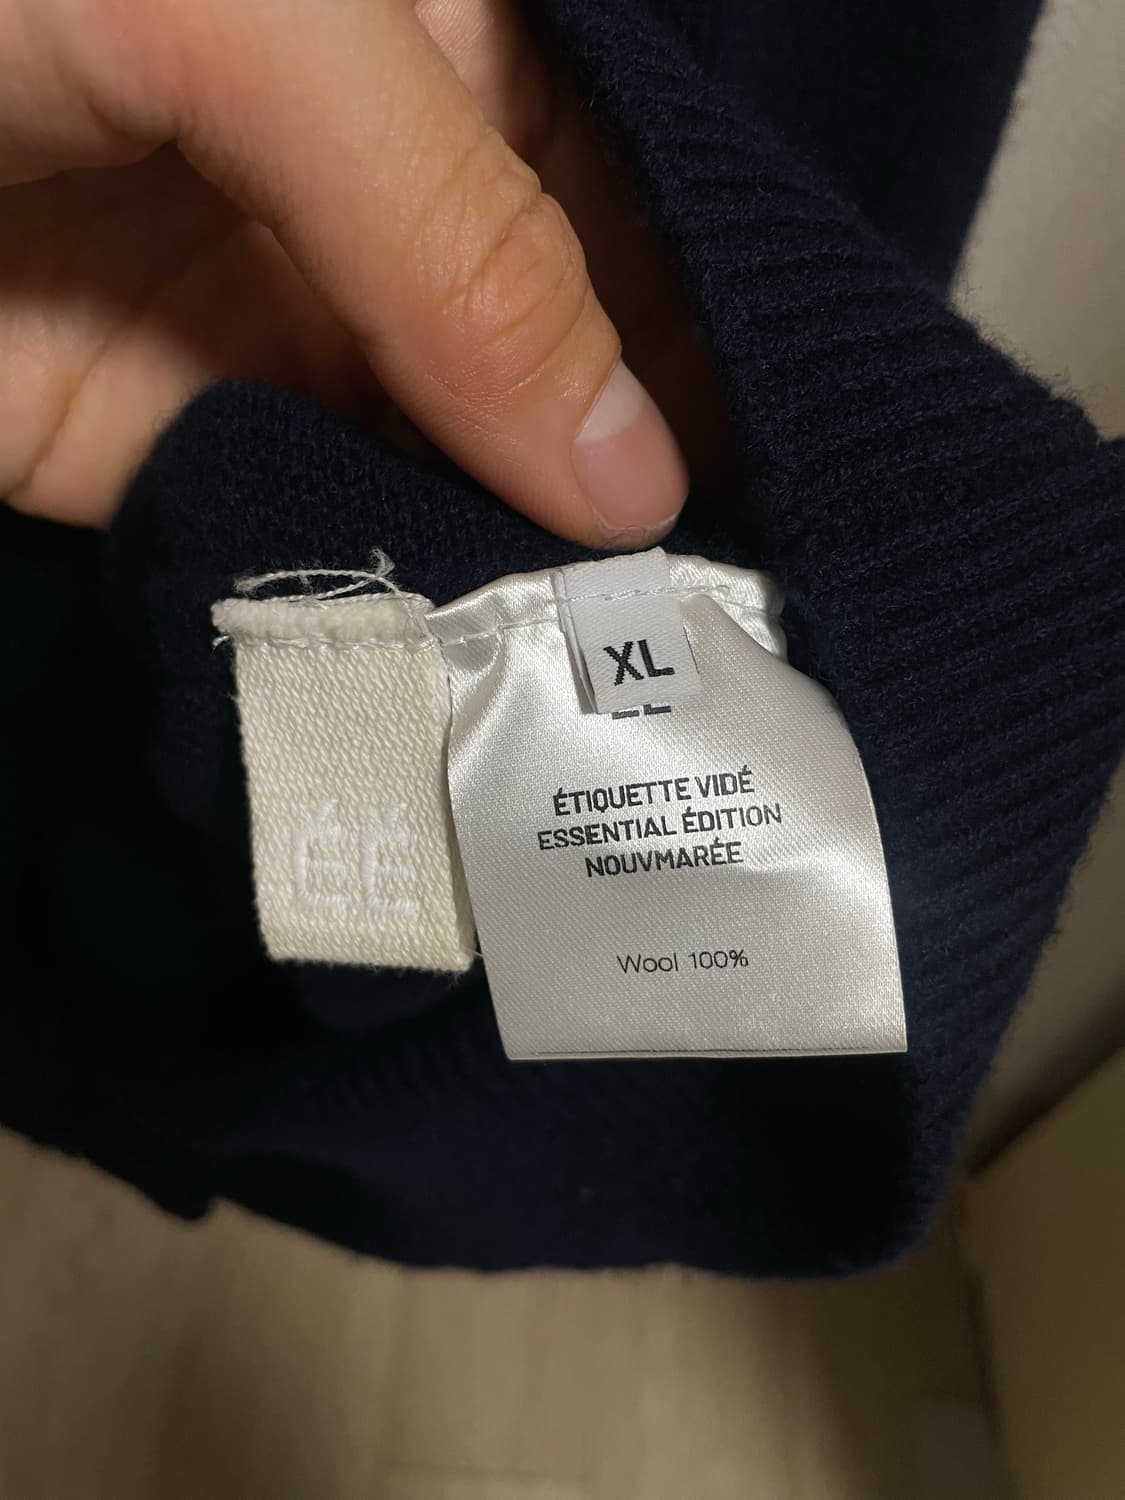 XL
ÉTIQUETTE VIDÉ
ESSENTIAL ÉDITION
NOUVMARÉE
Wool 100%
ÉÉ